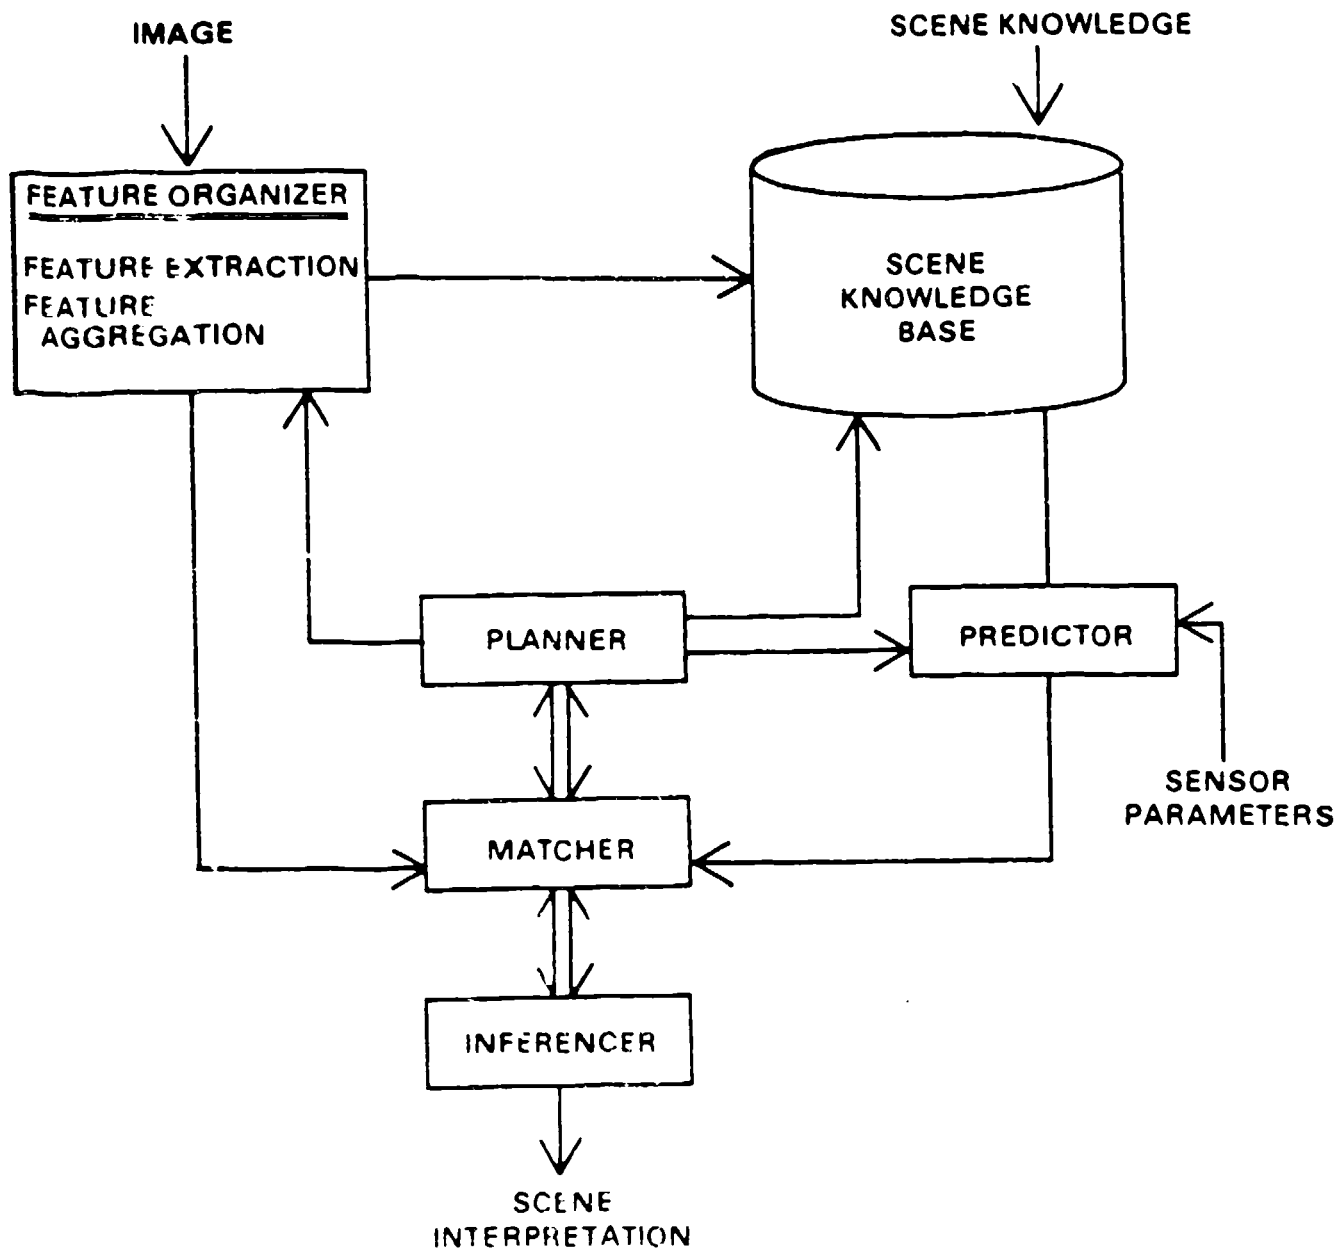 IMAGE
SCENE KNOWLEDGE
FEATURE ORGANIZER
FEATURE EXTRACTION
FEATURE
AGGREGATION
SCENE
KNOWLEDGE
BASE
PLANNER
PREDICTOR
SENSOR
PARAMETERS
MATCHER
INFERENCER
SCENE
INTERPRETATION